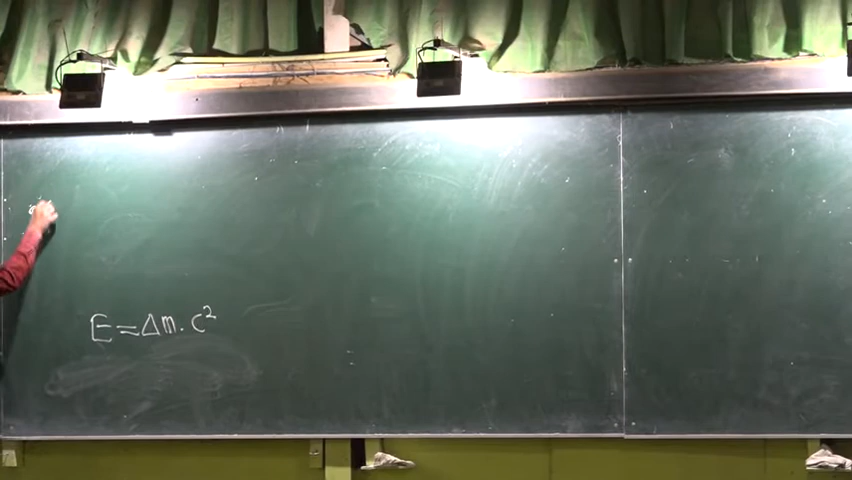 E = Δm. c²